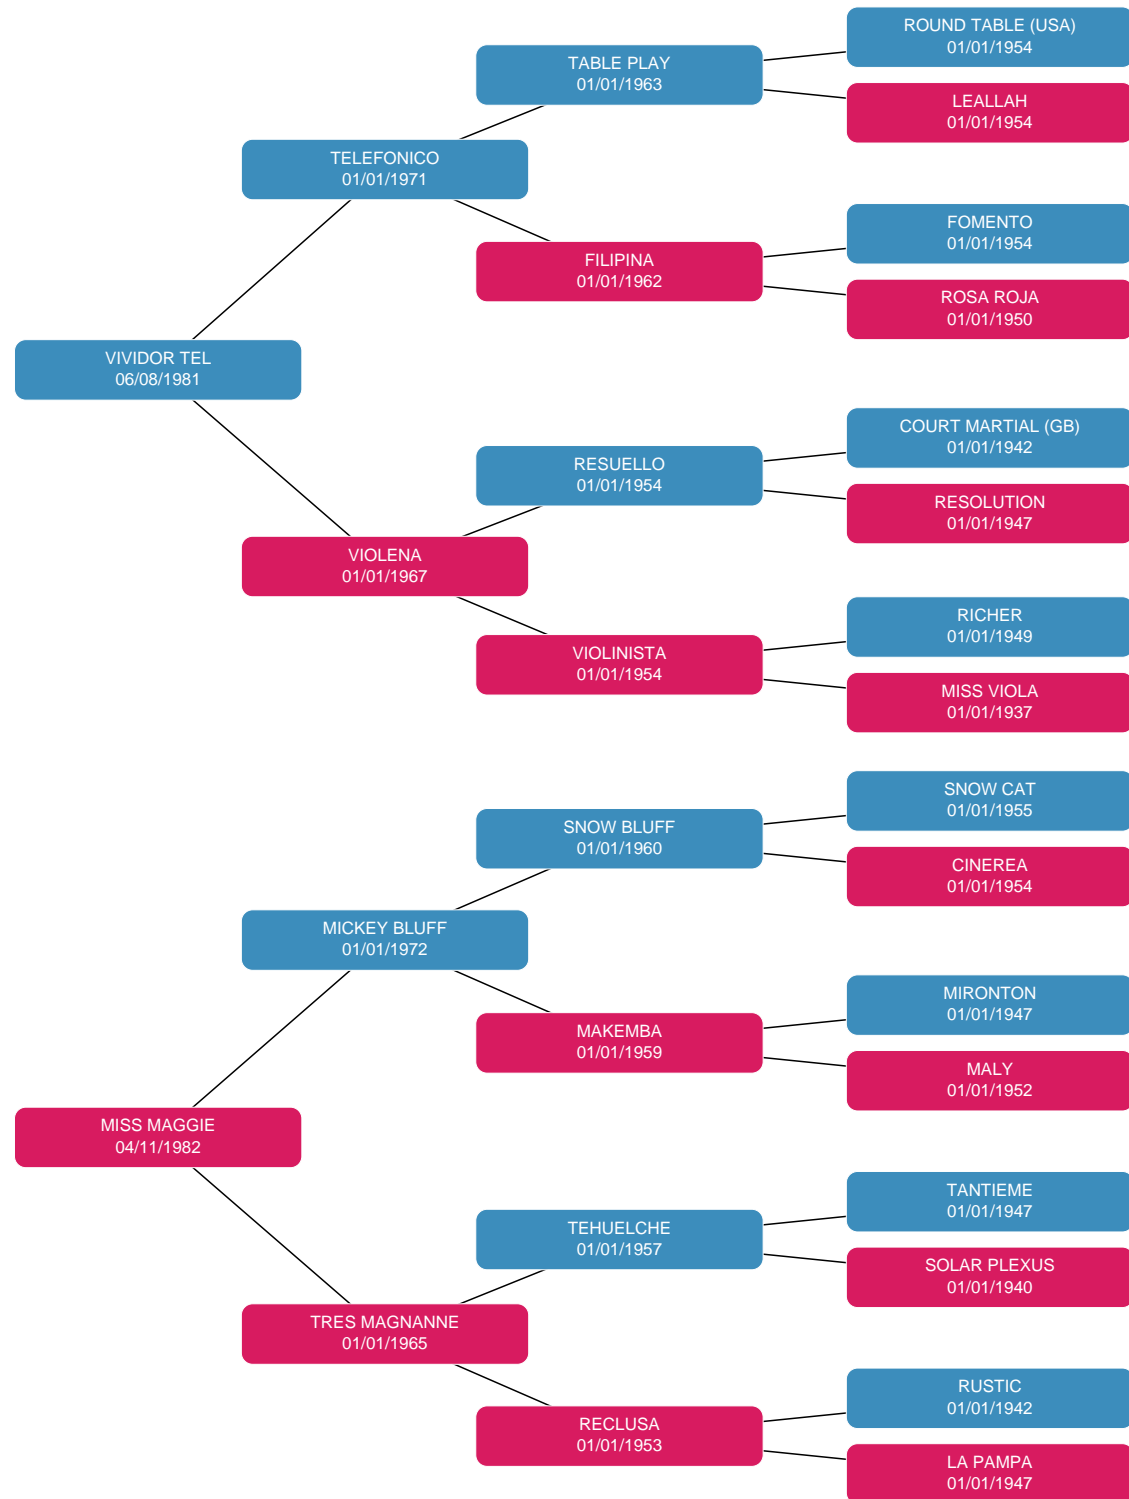 ROUND TABLE (USA)
01/01/1954
TABLE PLAY
01/01/1963
LEALLAH
01/01/1954
TELEFONICO
01/01/1971
FOMENTO
01/01/1954
FILIPINA
01/01/1962
ROSA ROJA
01/01/1950
VIVIDOR TEL
06/08/1981
COURT MARTIAL (GB)
01/01/1942
RESUELLO
01/01/1954
RESOLUTION
01/01/1947
VIOLENA
01/01/1967
RICHER
01/01/1949
VIOLINISTA
01/01/1954
MISS VIOLA
01/01/1937
SNOW CAT
01/01/1955
SNOW BLUFF
01/01/1960
CINEREA
01/01/1954
MICKEY BLUFF
01/01/1972
MIRONTON
01/01/1947
MAKEMBA
01/01/1959
MALY
01/01/1952
MISS MAGGIE
04/11/1982
TANTIEME
01/01/1947
TEHUELCHE
01/01/1957
SOLAR PLEXUS
01/01/1940
TRES MAGNANNE
01/01/1965
RUSTIC
01/01/1942
RECLUSA
01/01/1953
LA PAMPA
01/01/1947